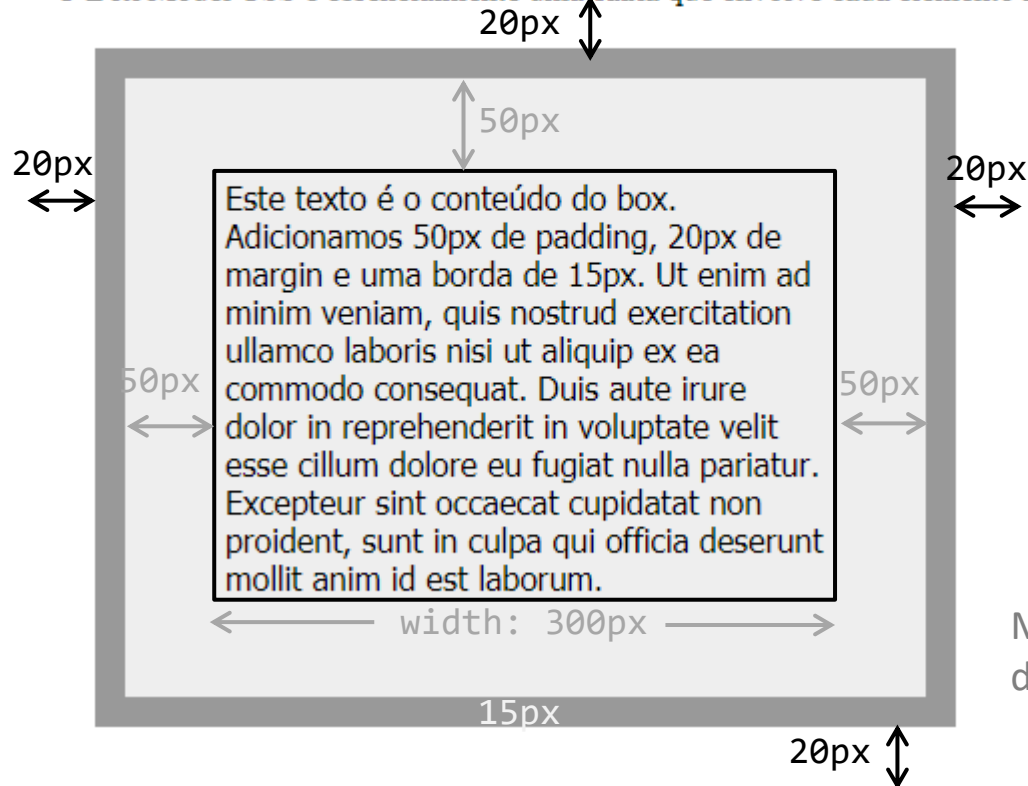 20px
50px
20px
20px
Este texto é o conteúdo do box.
Adicionamos 50px de padding, 20px de
margin e uma borda de 15px. Ut enim ad
minim veniam, quis nostrud exercitation
ullamco laboris nisi ut aliquip ex ea
commodo consequat. Duis aute irure
dolor in reprehenderit in voluptate velit
esse cillum dolore eu fugiat nulla pariatur.
Excepteur sint occaecat cupidatat non
proident, sunt in culpa qui officia deserunt
mollit anim id est laborum.
50px
50px
width: 300px
15px
20px